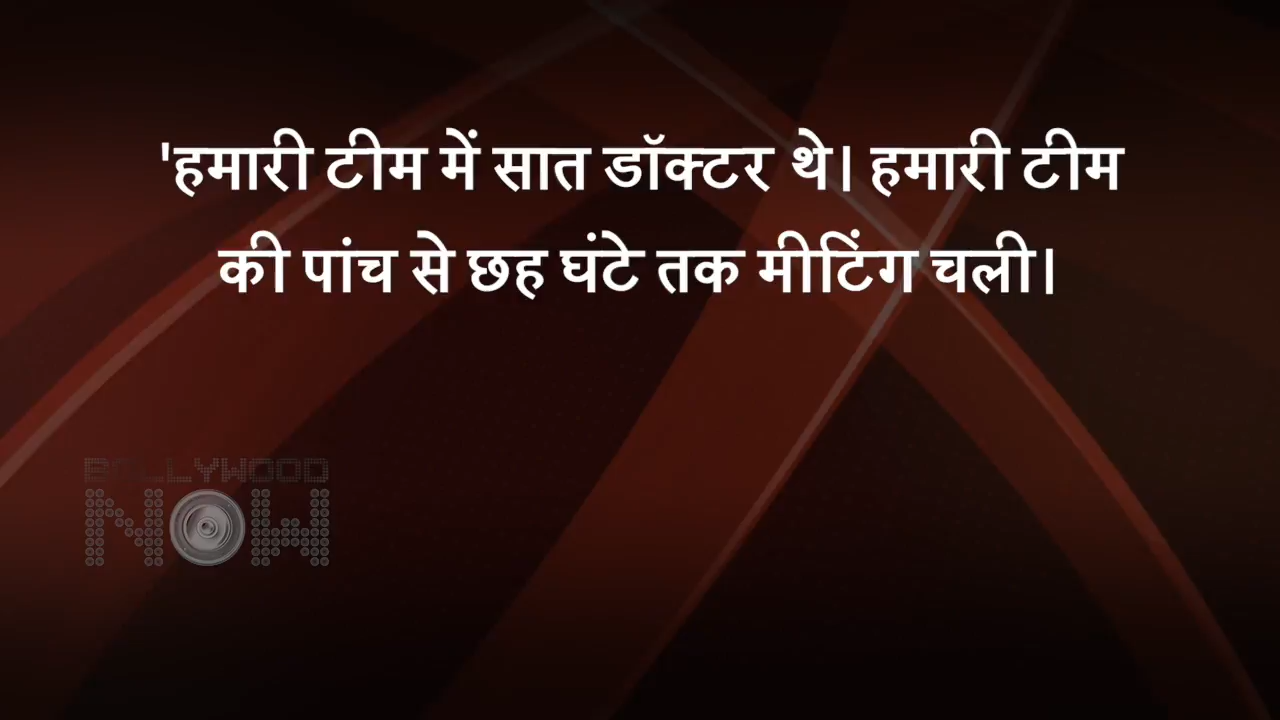 'हमारी टीम में सात डॉक्टर थे। हमारी टीम
की पांच से छह घंटे तक मीटिंग चली।
BOLLYWOOD
NOW